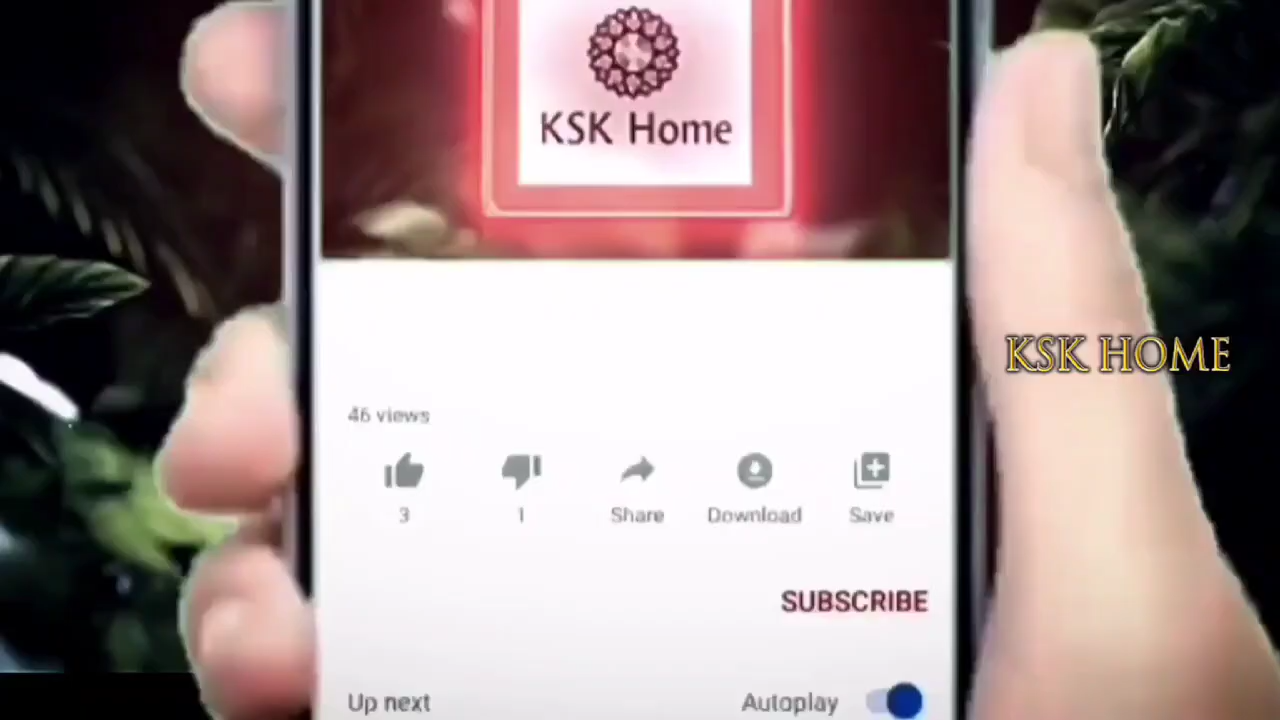 KSK Home
KSK HOME
46 views
3
1
Share
Download
Save
SUBSCRIBE
Up next
Autoplay